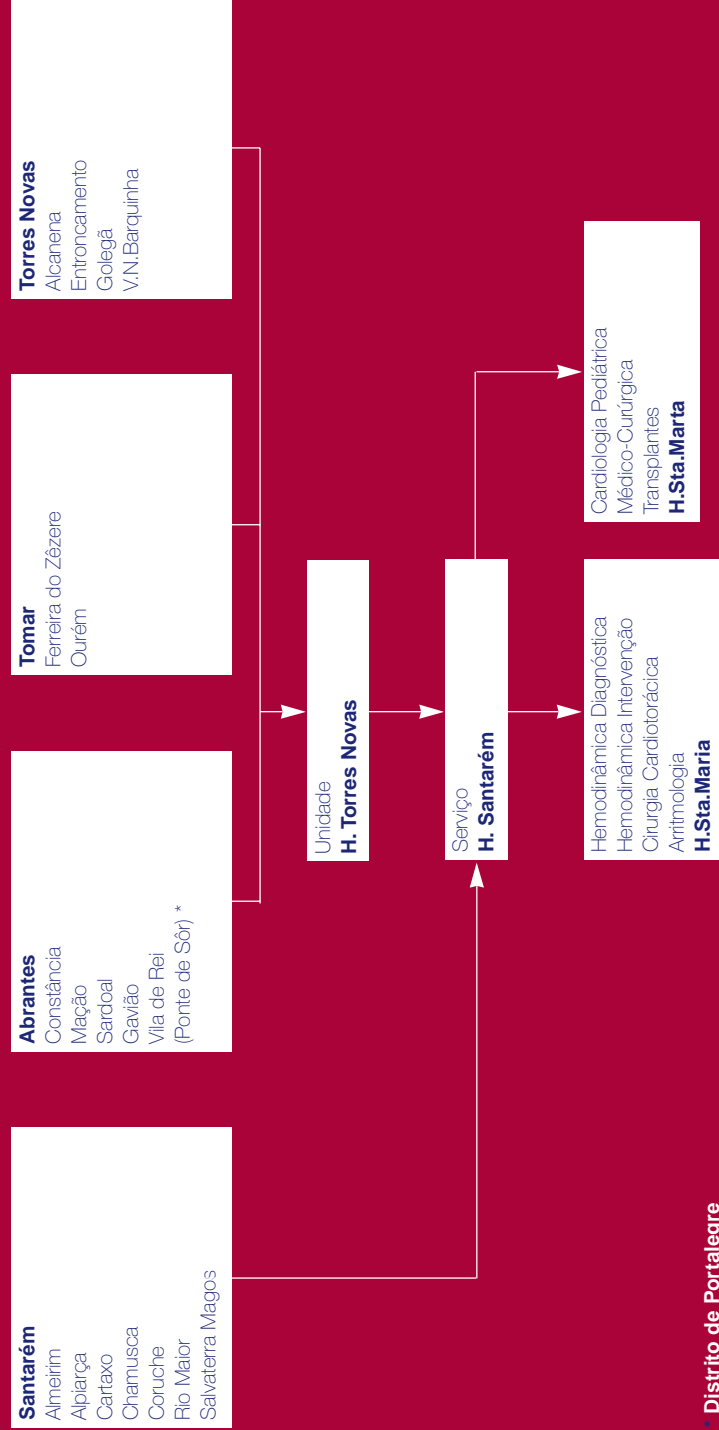 Santarém
Almeirim
Alpiarça
Cartaxo
Chamusca
Coruche
Rio Maior
Salvaterra Magos
Abrantes
Constância
Mação
Sardoal
Gavião
Vila de Rei
(Ponte de Sôr) *
Tomar
Ferreira do Zêzere
Ourém
Torres Novas
Alcanena
Entroncamento
Golegã
V.N.Barquinha
Unidade
H. Torres Novas
Serviço
H. Santarém
Hemodinâmica Diagnóstica
Hemodinâmica Intervenção
Cirurgia Cardiotorácica
Arritmologia
H.Sta.Maria
Cardiologia Pediátrica
Médico-Curúrgica
Transplantes
H.Sta.Marta
* Distrito de Portalegre